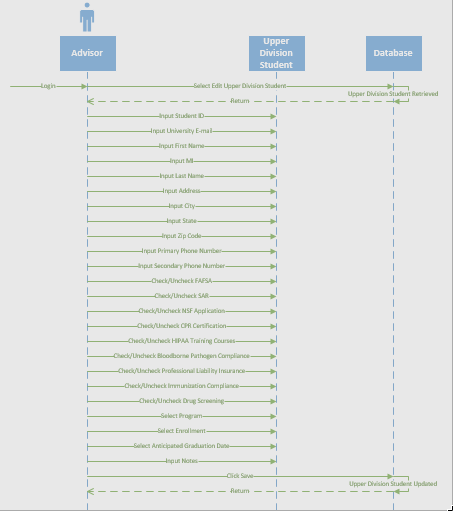 Advisor
Upper
Division
Student
Database
Login
Select Edit Upper Division Student
Upper Division Student Retrieved
Return
Input Student ID
Input University E-mail
Input First Name
Input MI
Input Last Name
Input Address
Input City
Input State
Input Zip Code
Input Primary Phone Number
Input Secondary Phone Number
Check/Uncheck FAFSA
Check/Uncheck SAR
Check/Uncheck NSF Application
Check/Uncheck CPR Certification
Check/Uncheck HIPAA Training Courses
Check/Uncheck Bloodborne Pathogen Compliance
Check/Uncheck Professional Liability Insurance
Check/Uncheck Immunization Compliance
Check/Uncheck Drug Screening
Select Program
Select Enrollment
Select Anticipated Graduation Date
Input Notes
Click Save
Upper Division Student Updated
Return